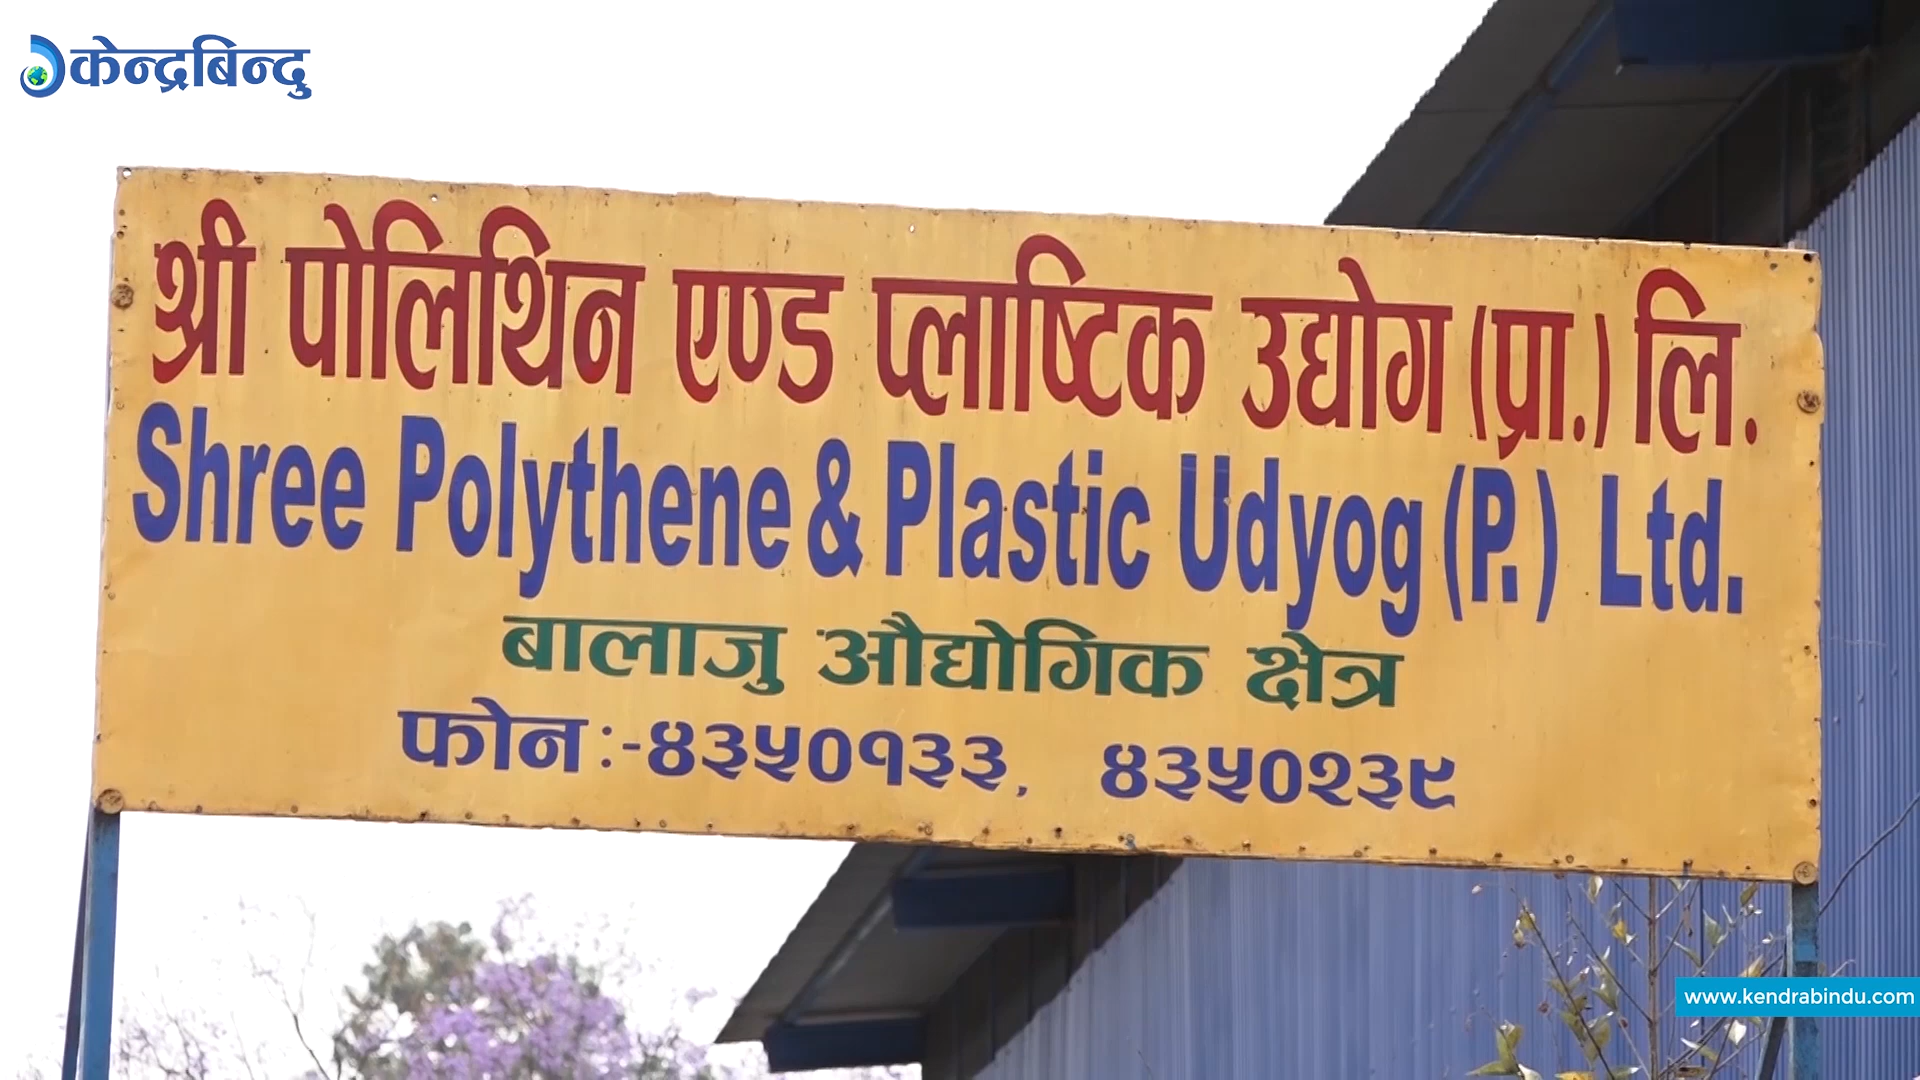 केन्द्रबिन्दु
श्री पोलिथिन एण्ड प्लाष्टिक उद्योग (प्रा.) लि.
Shree Polythene & Plastic Udyog (P.) Ltd.
बालाजु औद्योगिक क्षेत्र
फोन :-४३५०१३३, ४३५०२३९
www.kendrabindu.com